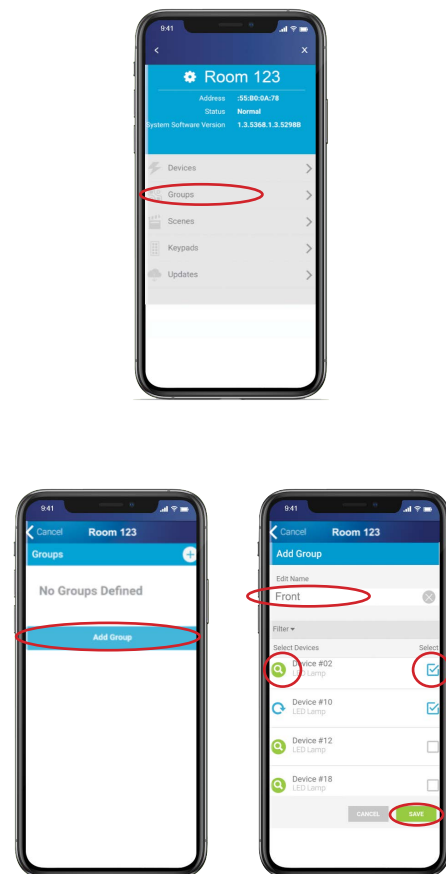 9:41
Room 123
Address :55:B0:0A:78
Status Normal
System Software Version 1.3.5368.1.3.5298B
Devices
Groups
Scenes
Keypads
Updates
9:41
Cancel Room 123
Groups
No Groups Defined
Add Group
9:41
Cancel Room 123
Add Group
Edit Name
Front
Filter
Select Devices Select
Device #02
LED Lamp
Device #10
LED Lamp
Device #12
LED Lamp
Device #18
LED Lamp
CANCEL SAVE